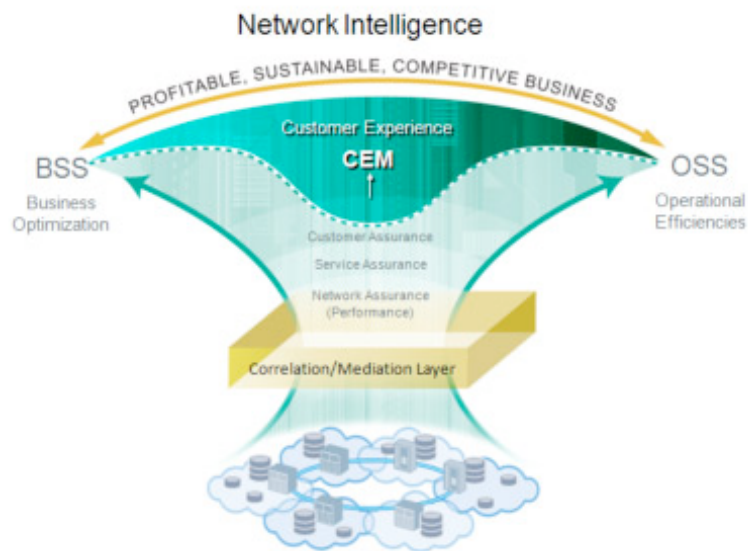 Network Intelligence
PROFITABLE, SUSTAINABLE, COMPETITIVE BUSINESS
Customer Experience
CEM
BSS
Business
Optimization
OSS
Operational
Efficiencies
Customer Assurance
Service Assurance
Network Assurance
(Performance)
Correlation/Mediation Layer